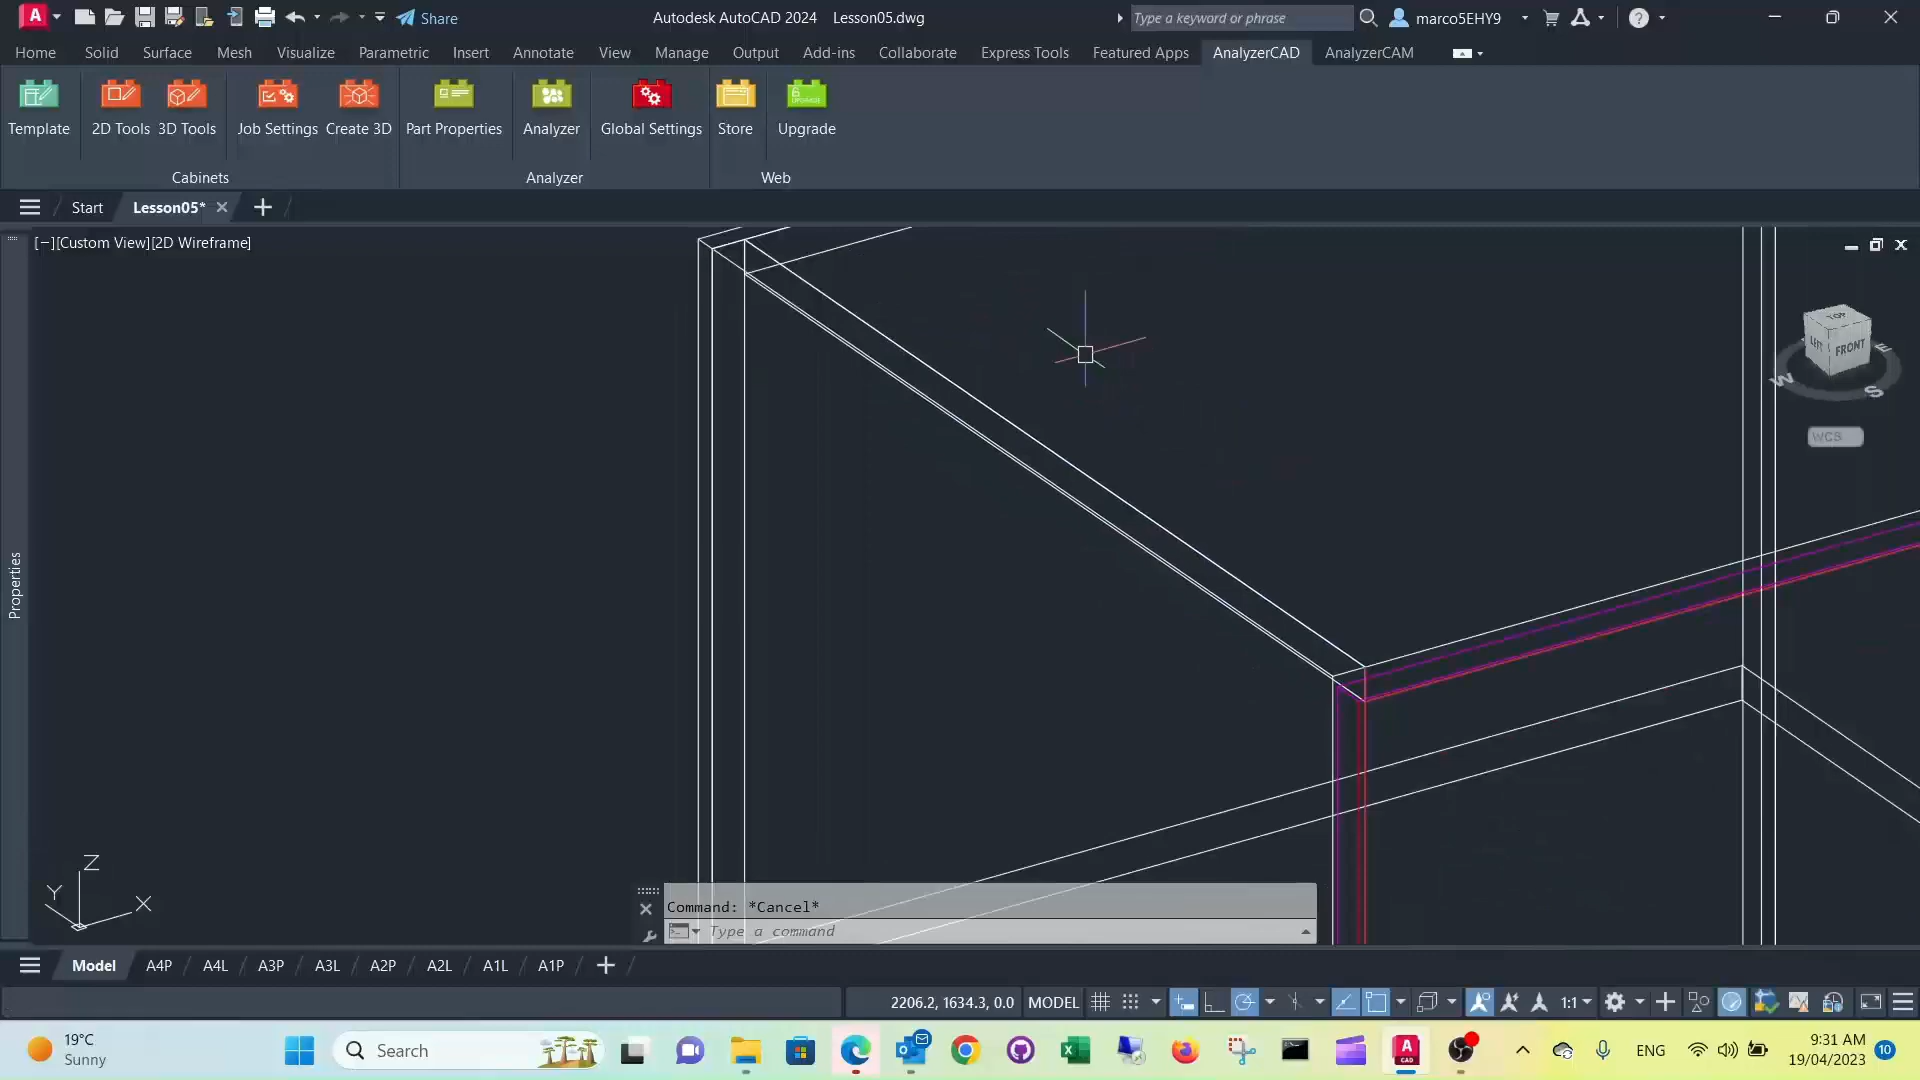 A Share Autodesk AutoCAD 2024 Lesson05.dwg Type a keyword or phrase marco5EHY9
Home Solid Surface Mesh Visualize Parametric Insert Annotate View Manage Output Add-ins Collaborate Express Tools Featured Apps AnalyzerCAD AnalyzerCAM
Template 2D Tools 3D Tools Job Settings Create 3D Part Properties Analyzer Global Settings Store Upgrade
Cabinets Analyzer Web
Start Lesson05*
[−][Custom View][2D Wireframe]
TOP
LEFT FRONT E
W S
WCS
Properties
Z
Y X
Command: *Cancel*
Type a command
Model A4P A4L A3P A3L A2P A2L A1L A1P
2206.2, 1634.3, 0.0 MODEL 1:1
19°C
Sunny
Search
A CAD
ENG
9:31 AM
19/04/2023
10